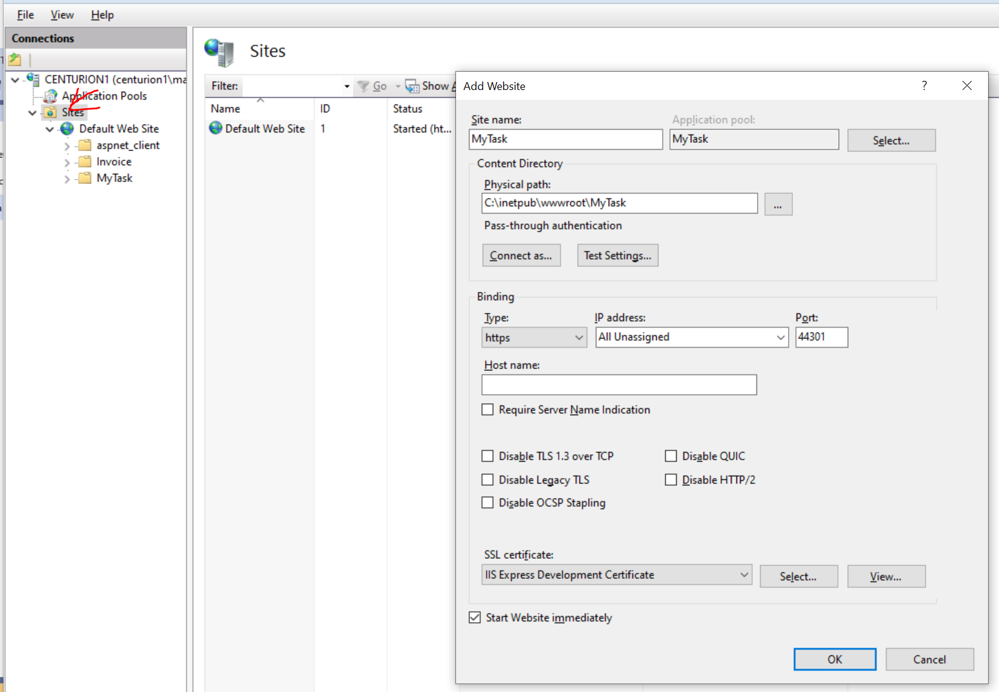 File View Help
Connections
CENTURION1 (centurion1\ma
Application Pools
Sites
Default Web Site
aspnet_client
Invoice
MyTask
Sites
Filter: Go Show A
Name ID Status
Default Web Site 1 Started (ht...
Add Website ?
Site name: Application pool:
MyTask MyTask Select...
Content Directory
Physical path:
C:\inetpub\wwwroot\MyTask ...
Pass-through authentication
Connect as... Test Settings...
Binding
Type: IP address: Port:
https All Unassigned 44301
Host name:
Require Server Name Indication
Disable TLS 1.3 over TCP Disable QUIC
Disable Legacy TLS Disable HTTP/2
Disable OCSP Stapling
SSL certificate:
IIS Express Development Certificate Select... View...
Start Website immediately
OK Cancel